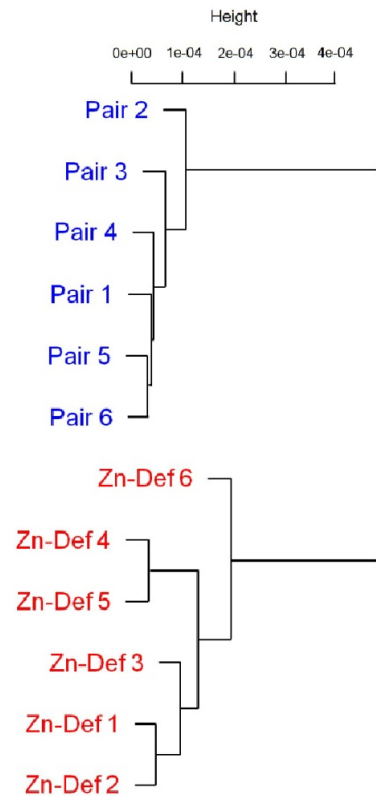 Height
0e+00 1e-04 2e-04 3e-04 4e-04
Pair 2
Pair 3
Pair 4
Pair 1
Pair 5
Pair 6
Zn-Def 6
Zn-Def 4
Zn-Def 5
Zn-Def 3
Zn-Def 1
Zn-Def 2